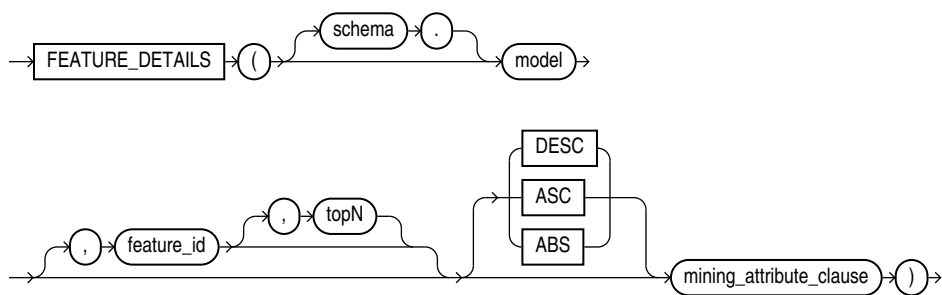 FEATURE_DETAILS ( schema . model
, feature_id , topN DESC ASC ABS mining_attribute_clause )